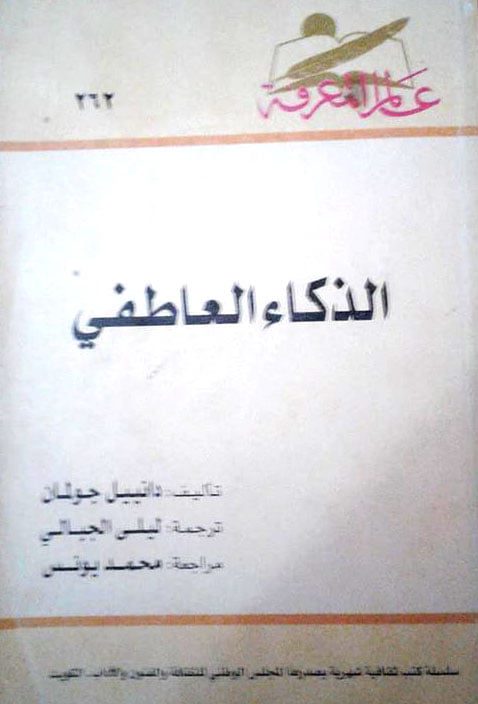 عالم المعرفة
٢٦٢
الذكاء العاطفي
تأليف: دانييل جولمان
ترجمة: ليلى الجبالي
مراجعة: محمد يونس
سلسلة كتب ثقافية شهرية يصدرها المجلس الوطني للثقافة والفنون والآداب - الكويت